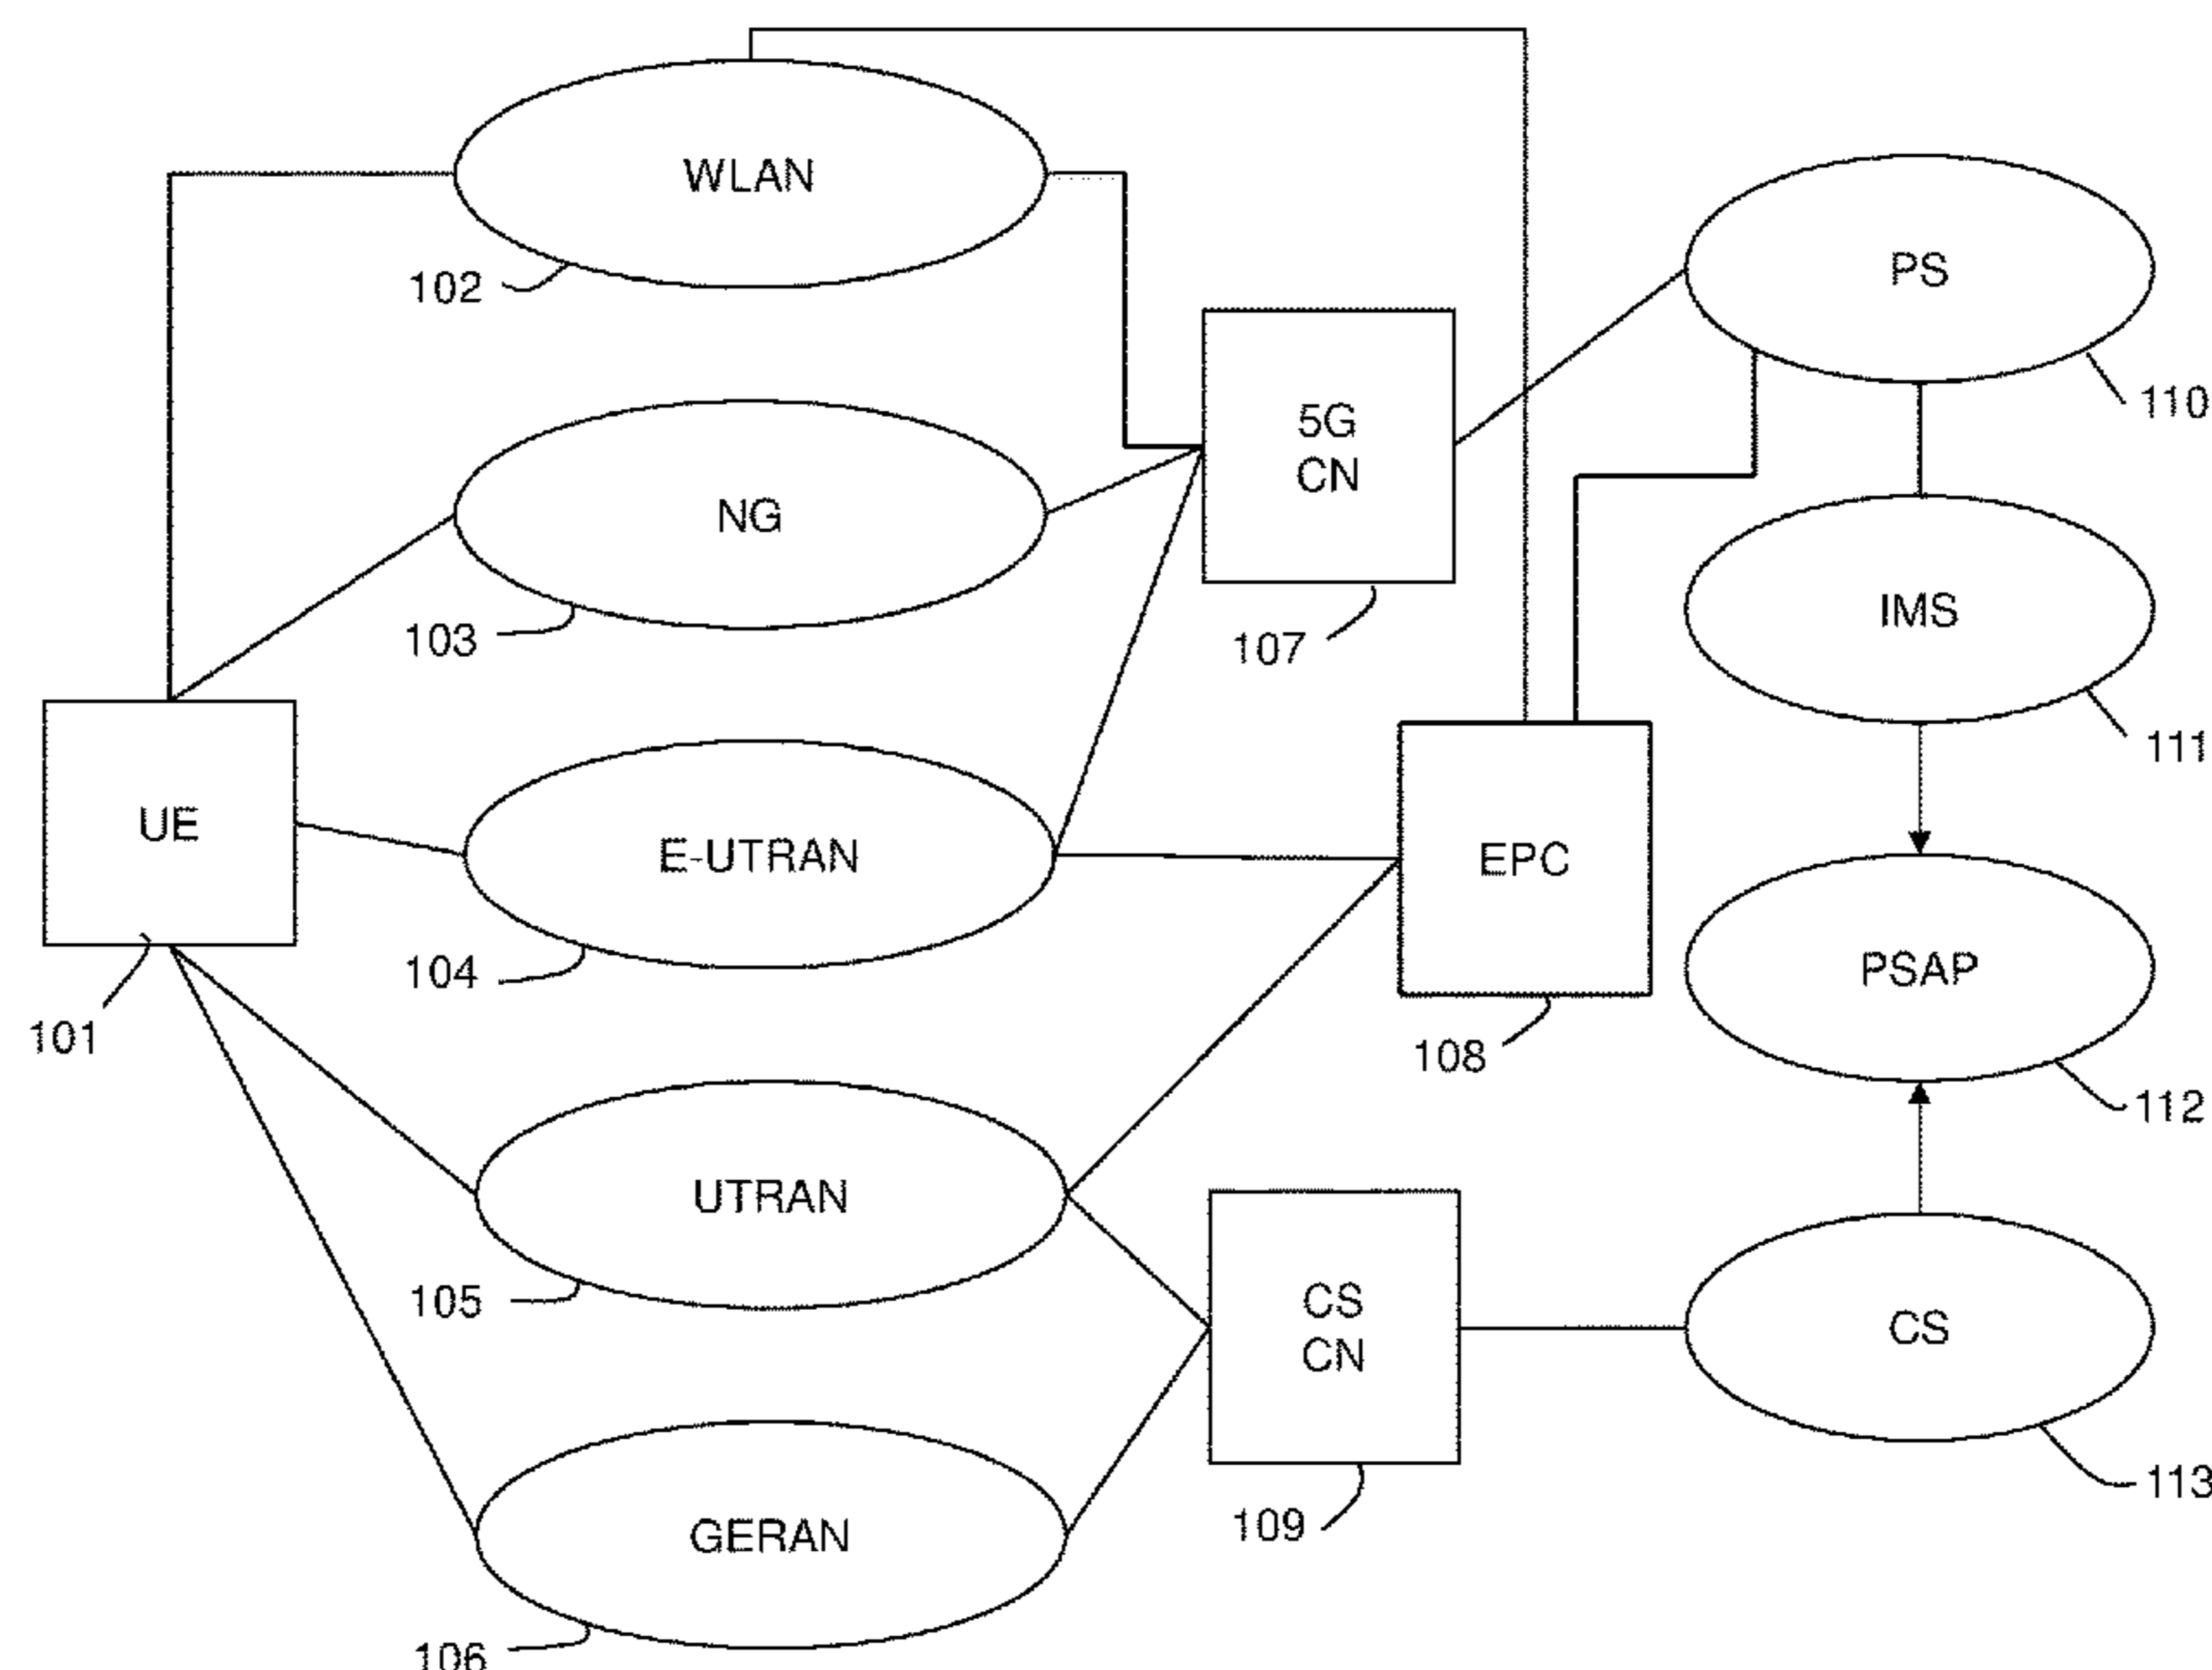 WLAN
102
PS
110
5G
CN
107
NG
103
IMS
111
UE
101
E-UTRAN
104
EPC
108
PSAP
112
UTRAN
105
CS
CN
109
CS
113
GERAN
106